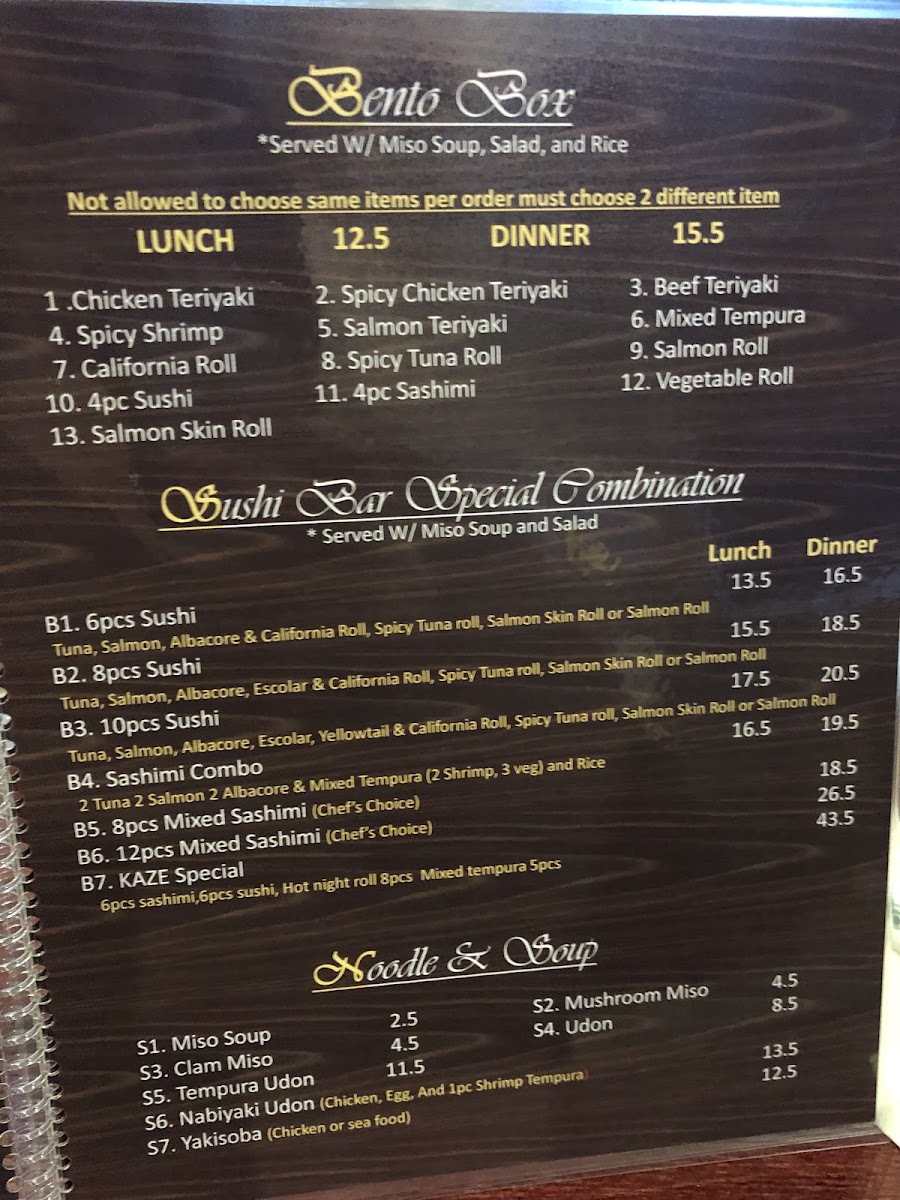 Bento Box
*Served W/ Miso Soup, Salad, and Rice
Not allowed to choose same items per order must choose 2 different item
LUNCH 12.5 DINNER 15.5
1 .Chicken Teriyaki 2. Spicy Chicken Teriyaki 3. Beef Teriyaki
4. Spicy Shrimp 5. Salmon Teriyaki 6. Mixed Tempura
7. California Roll 8. Spicy Tuna Roll 9. Salmon Roll
10. 4pc Sushi 11. 4pc Sashimi 12. Vegetable Roll
13. Salmon Skin Roll
Sushi Bar Special Combination
* Served W/ Miso Soup and Salad
Lunch Dinner
B1. 6pcs Sushi 13.5 16.5
Tuna, Salmon, Albacore & California Roll, Spicy Tuna roll, Salmon Skin Roll or Salmon Roll
B2. 8pcs Sushi 15.5 18.5
Tuna, Salmon, Albacore, Escolar & California Roll, Spicy Tuna roll, Salmon Skin Roll or Salmon Roll
B3. 10pcs Sushi 17.5 20.5
Tuna, Salmon, Albacore, Escolar, Yellowtail & California Roll, Spicy Tuna roll, Salmon Skin Roll or Salmon Roll
B4. Sashimi Combo 16.5 19.5
2 Tuna 2 Salmon 2 Albacore & Mixed Tempura (2 Shrimp, 3 veg) and Rice
B5. 8pcs Mixed Sashimi (Chef's Choice) 18.5
B6. 12pcs Mixed Sashimi (Chef's Choice) 26.5
B7. KAZE Special 43.5
6pcs sashimi,6pcs sushi, Hot night roll 8pcs Mixed tempura 5pcs
Noodle & Soup
S1. Miso Soup 2.5 S2. Mushroom Miso 4.5
S3. Clam Miso 4.5 S4. Udon 8.5
S5. Tempura Udon 11.5
S6. Nabiyaki Udon (Chicken, Egg, And 1pc Shrimp Tempura) 13.5
S7. Yakisoba (Chicken or sea food) 12.5